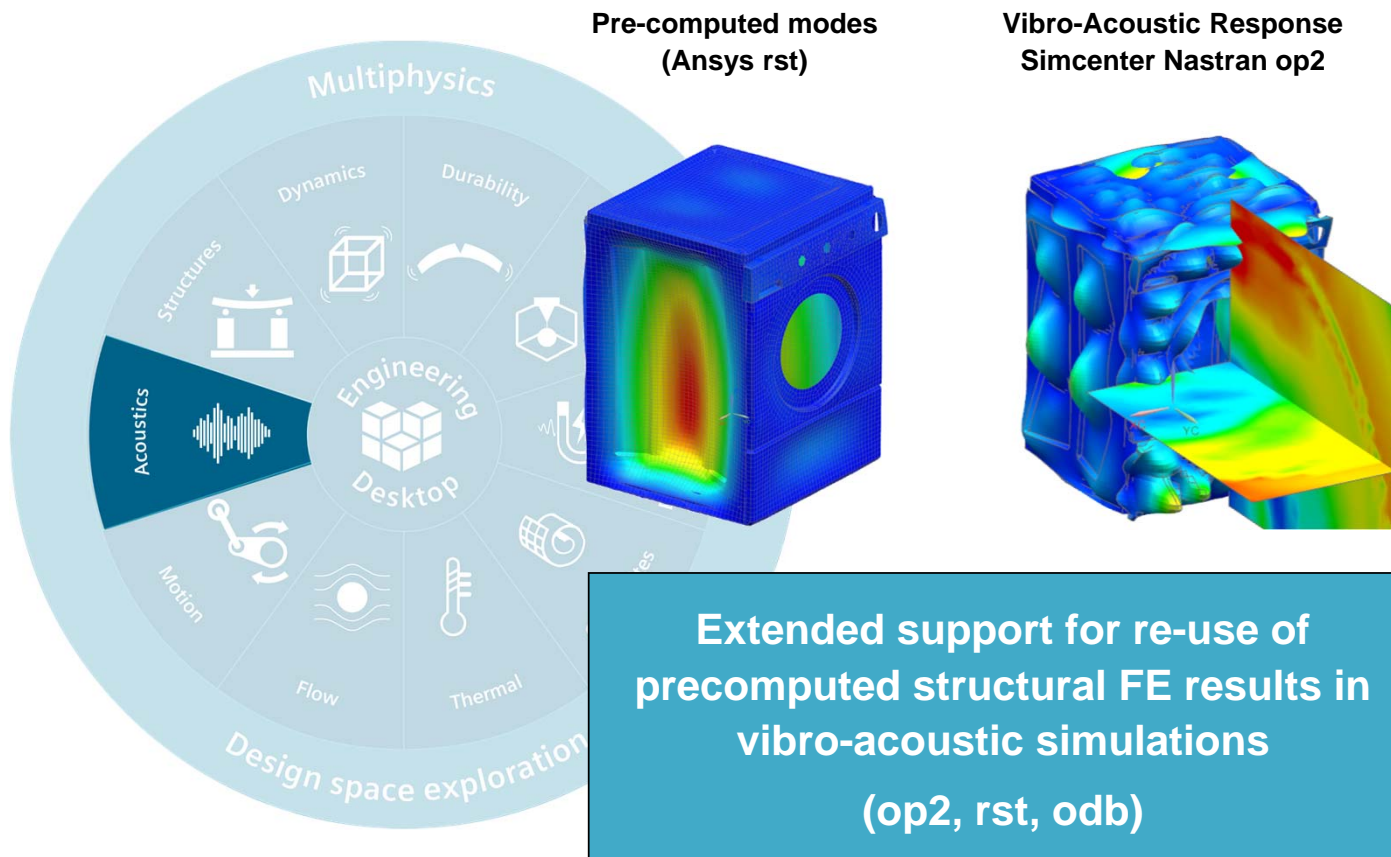 Pre-computed modes
(Ansys rst)
Vibro-Acoustic Response
Simcenter Nastran op2
Multiphysics
Dynamics
Durability
Structures
Acoustics
Engineering
Desktop
Motion
Flow
Thermal
Design space exploration
YC
Extended support for re-use of
precomputed structural FE results in
vibro-acoustic simulations
(op2, rst, odb)